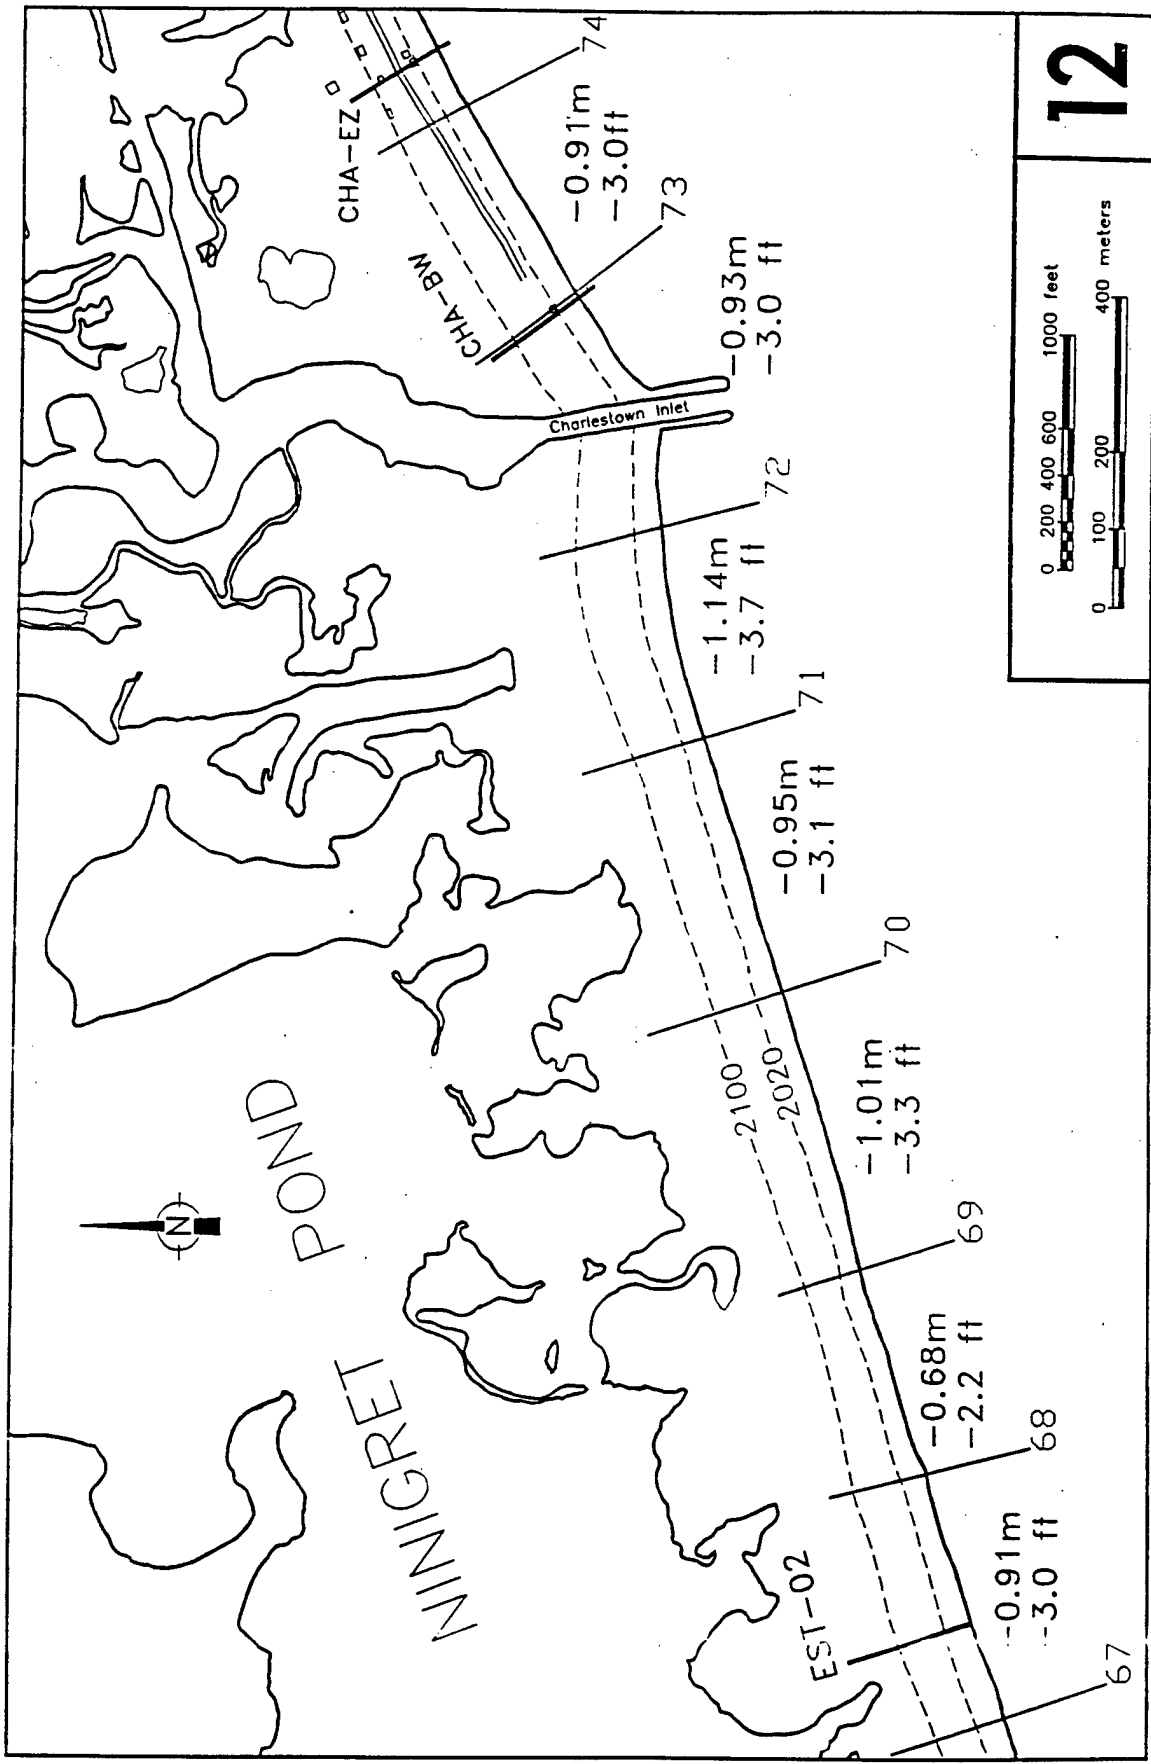 NINIGRET POND
N
CHA-EZ
CHA-BW
EST-02
Charlestown Inlet
2100
2020
67
-0.91m
-3.0 ft
68
-0.68m
-2.2 ft
69
-1.01m
-3.3 ft
70
-0.95m
-3.1 ft
71
-1.14m
-3.7 ft
72
-0.93m
-3.0 ft
73
-0.91m
-3.0ft
74
0 200 400 600 1000 feet
0 100 200 400 meters
12